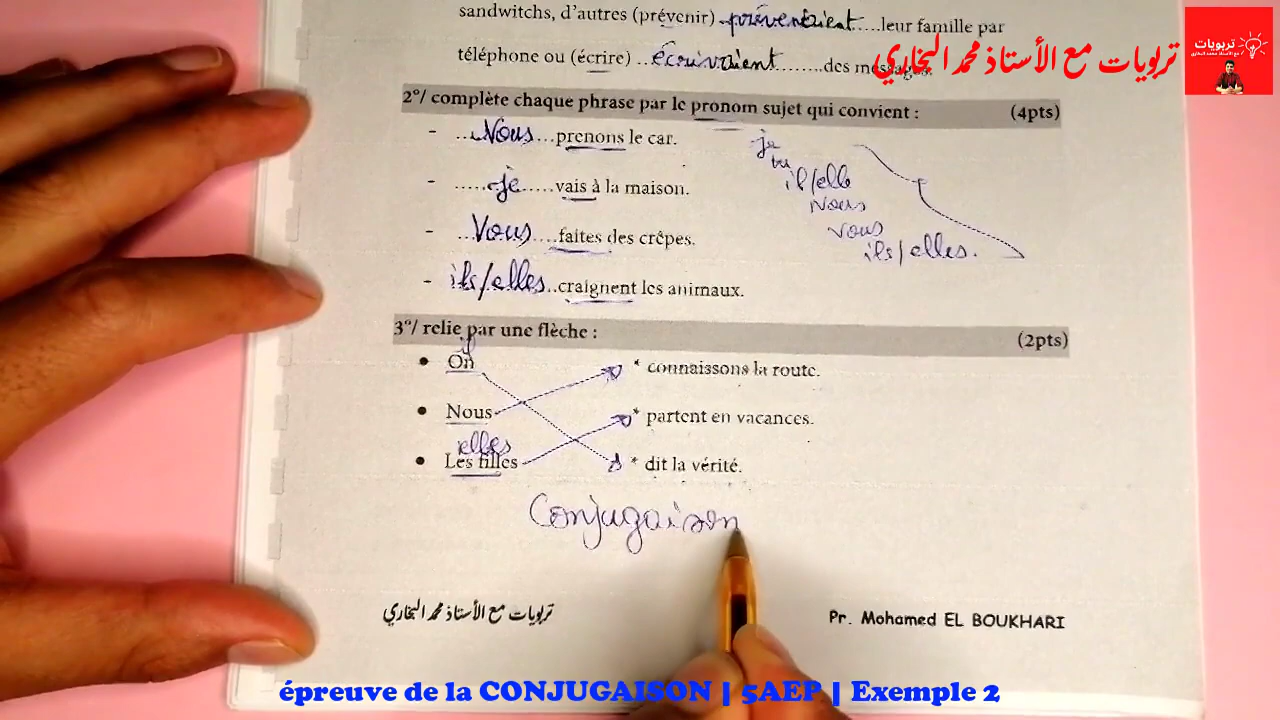 sandwitchs, d'autres (prévenir) ..prévenaient.....leur famille par
téléphone ou (écrire) ...écrivaient.........des messages.
تربويات مع الأستاذ محمد البخاري
تربويات
2°/ complète chaque phrase par le pronom sujet qui convient : (4pts)
- ...Nous....prenons le car.
- ......je......vais à la maison.
- ...Vous....faites des crêpes.
- ils/elles..craignent les animaux.
je
tu
il/elle
Nous
vous
ils/elles.
3°/ relie par une flèche : (2pts)
il
• On * connaissons la route.
• Nous * partent en vacances.
elles
• Les filles * dit la vérité.
Conjugaison
تربويات مع الأستاذ محمد البخاري Pr. Mohamed EL BOUKHARI
épreuve de la CONJUGAISON | 5AEP | Exemple 2